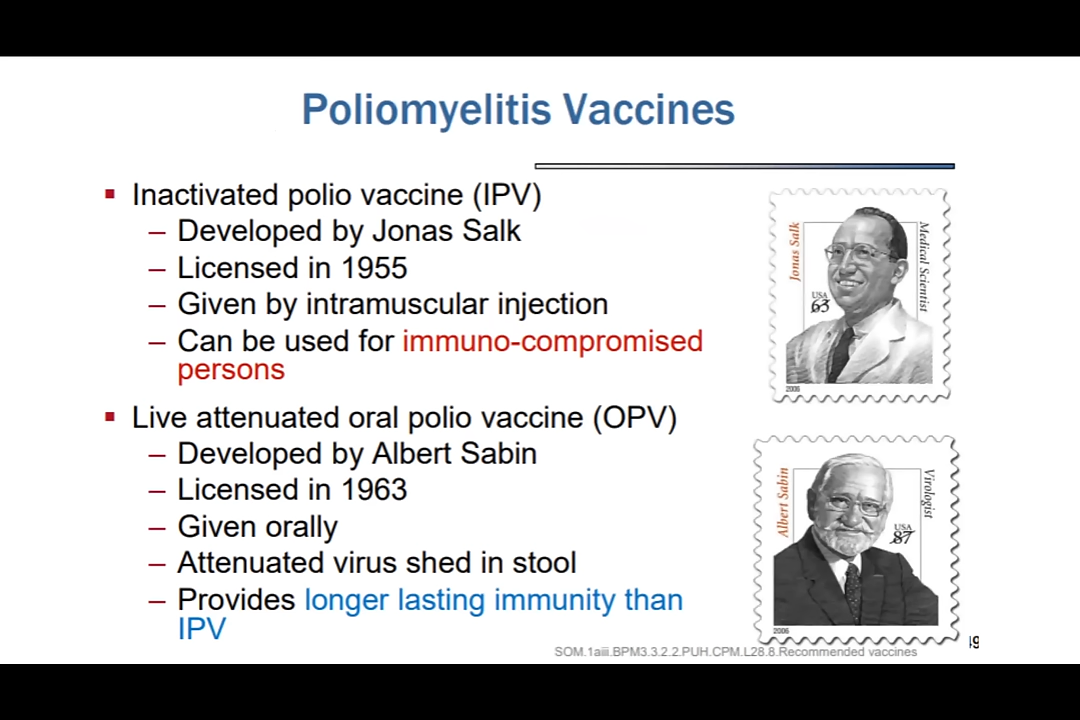 Poliomyelitis Vaccines
▪ Inactivated polio vaccine (IPV)
– Developed by Jonas Salk
– Licensed in 1955
– Given by intramuscular injection
– Can be used for immuno-compromised
persons
▪ Live attenuated oral polio vaccine (OPV)
– Developed by Albert Sabin
– Licensed in 1963
– Given orally
– Attenuated virus shed in stool
– Provides longer lasting immunity than
IPV
Jonas Salk
Medical Scientist
USA
63
2006
Albert Sabin
Virologist
USA
87
2006
49
SOM.1aiii.BPM3.3.2.2.PUH.CPM.L28.8.Recommended vaccines